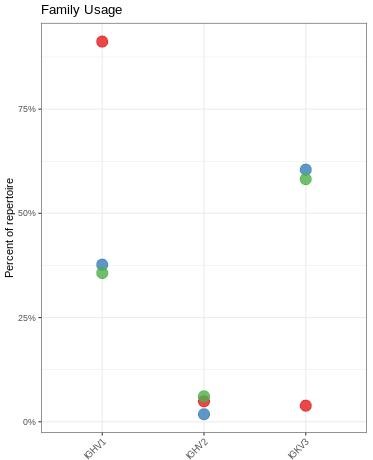 Family Usage
Percent of repertoire
75%
50%
25%
0%
IGHV1
IGHV2
IGKV3